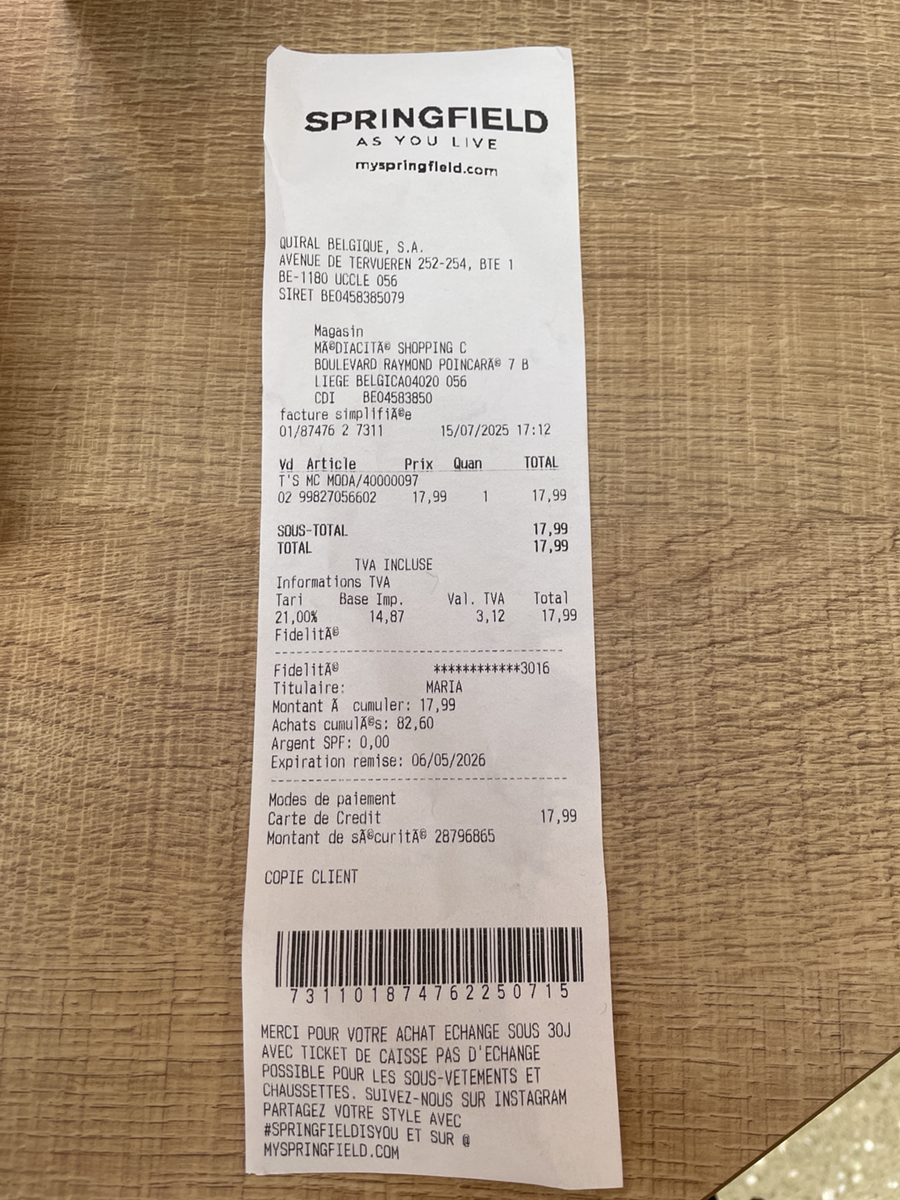 SPRINGFIELD
AS YOU LIVE
myspringfield.com
QUIRAL BELGIQUE, S.A.
AVENUE DE TERVUEREN 252-254, BTE 1
BE-1180 UCCLE 056
SIRET BE0458385079
Magasin
MÃ©DIACITÃ© SHOPPING C
BOULEVARD RAYMOND POINCARÃ© 7 B
LIEGE BELGICA04020 056
CDI BE04583850
facture simplifiÃ©e
01/87476 2 7311 15/07/2025 17:12
Vd Article Prix Quan TOTAL
T'S MC MODA/40000097
02 99827056602 17,99 1 17,99
SOUS-TOTAL 17,99
TOTAL 17,99
TVA INCLUSE
Informations TVA
Tari Base Imp. Val. TVA Total
21,00% 14,87 3,12 17,99
FidelitÃ©
Fidelità© ************3016
Titulaire: MARIA
Montant Ã cumuler: 17,99
Achats cumulÃ©s: 82,60
Argent SPF: 0,00
Expiration remise: 06/05/2026
Modes de paiement
Carte de Credit 17,99
Montant de sÃ©curitÃ© 28796865
COPIE CLIENT
7311018747622507​15
MERCI POUR VOTRE ACHAT ECHANGE SOUS 30J
AVEC TICKET DE CAISSE PAS D'ECHANGE
POSSIBLE POUR LES SOUS-VETEMENTS ET
CHAUSSETTES. SUIVEZ-NOUS SUR INSTAGRAM
PARTAGEZ VOTRE STYLE AVEC
#SPRINGFIELDISYOU ET SUR @
MYSPRINGFIELD.COM